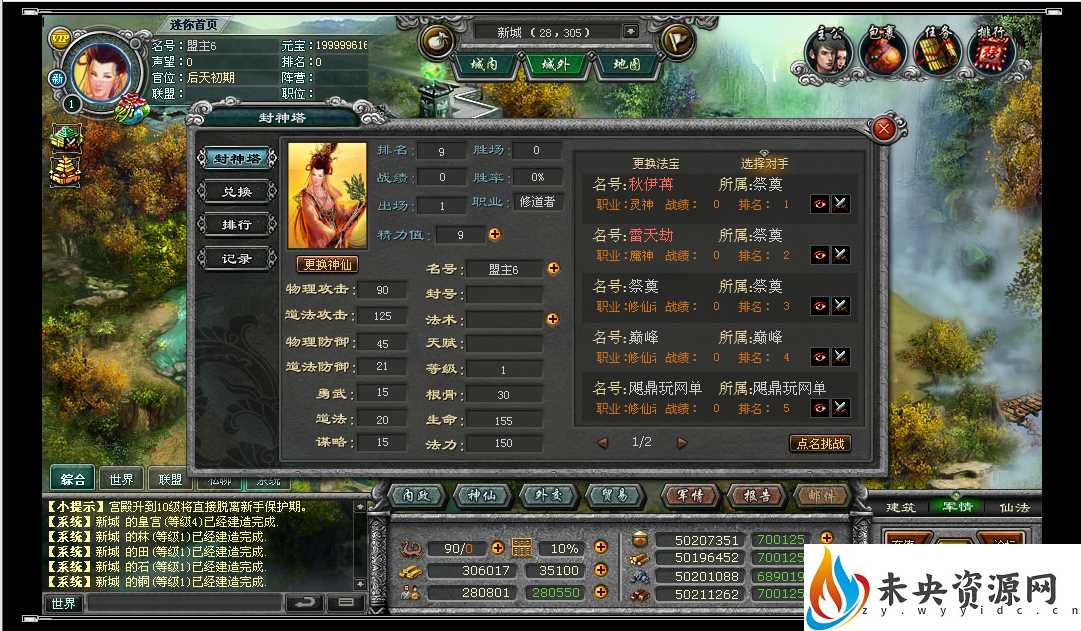 迷你首页
VIP
名号：盟主6
元宝：199999616
声望：0
排名：0
新
官位：后天初期
阵营：
联盟：
职位：
1
新城（28，305）
城内
城外
地图
主公
包裹
任务
排行
封神塔
封神塔
兑换
排行
记录
排名：9
胜场：0
战绩：0
胜率：0%
出场：1
职业：修道者
精力值：9
更换神仙
物理攻击：90
道法攻击：125
物理防御：45
道法防御：21
勇武：15
道法：20
谋略：15
名号：盟主6
封号：
法术：
天赋：
等级：1
根骨：30
生命：155
法力：150
更换法宝
选择对手
名号:秋伊苒 所属:祭奠
职业:灵神 战绩： 0 排名： 1
名号:雷天劫 所属:祭奠
职业:魔神 战绩： 0 排名： 2
名号:祭奠 所属:祭奠
职业:修仙 战绩： 0 排名： 3
名号:巅峰 所属:巅峰
职业:修仙 战绩： 0 排名： 4
名号:飓鼎玩网单 所属:飓鼎玩网单
职业:修仙 战绩： 0 排名： 5
1/2
点名挑战
综合
世界
联盟
私聊
系统
【小提示】宫殿升到10级将直接脱离新手保护期。
【系统】新城 的皇宫(等级4)已经建造完成.
【系统】新城 的林(等级1)已经建造完成.
【系统】新城 的田(等级1)已经建造完成.
【系统】新城 的石(等级1)已经建造完成.
【系统】新城 的铜(等级1)已经建造完成.
世界
内政
神仙
外交
贸易
军情
报告
邮件
90/0
10%
306017
35100
280801
280550
50207351
700125
50196452
700125
50201088
689019
50211262
700125
建筑
军情
仙法
未央资源网
zy.wyyidc.cn